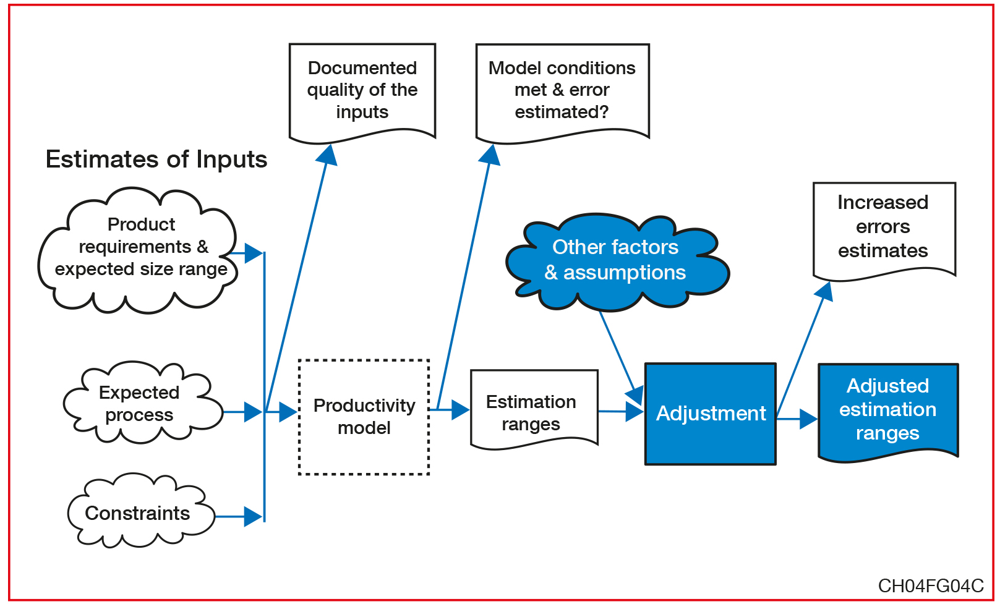 Documented
quality of the
inputs
Model conditions
met & error
estimated?
Estimates of Inputs
Product
requirements &
expected size range
Increased
errors
estimates
Other factors
& assumptions
Expected
process
Productivity
model
Estimation
ranges
Adjustment
Adjusted
estimation
ranges
Constraints
CH04FG04C